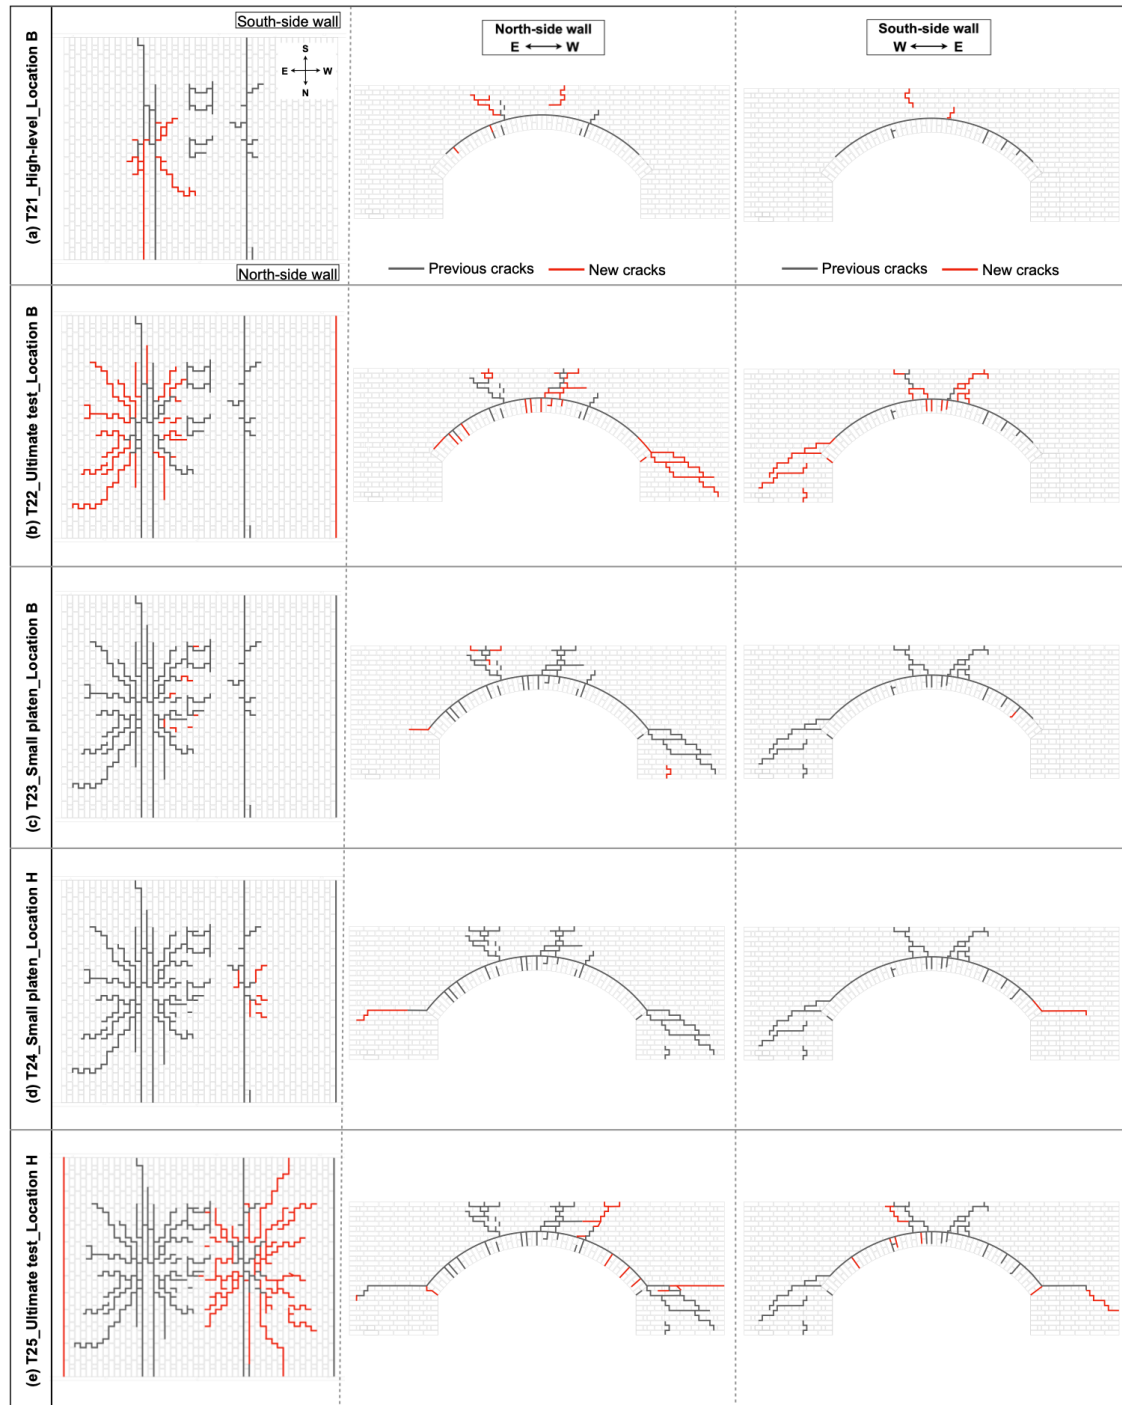 (a) T21_High-level_Location B
South-side wall
S
E W
N
North-side wall
North-side wall
E W
Previous cracks New cracks
South-side wall
W E
Previous cracks New cracks
(b) T22_Ultimate test_Location B
(c) T23_Small platen_Location B
(d) T24_Small platen_Location H
(e) T25_Ultimate test_Location H